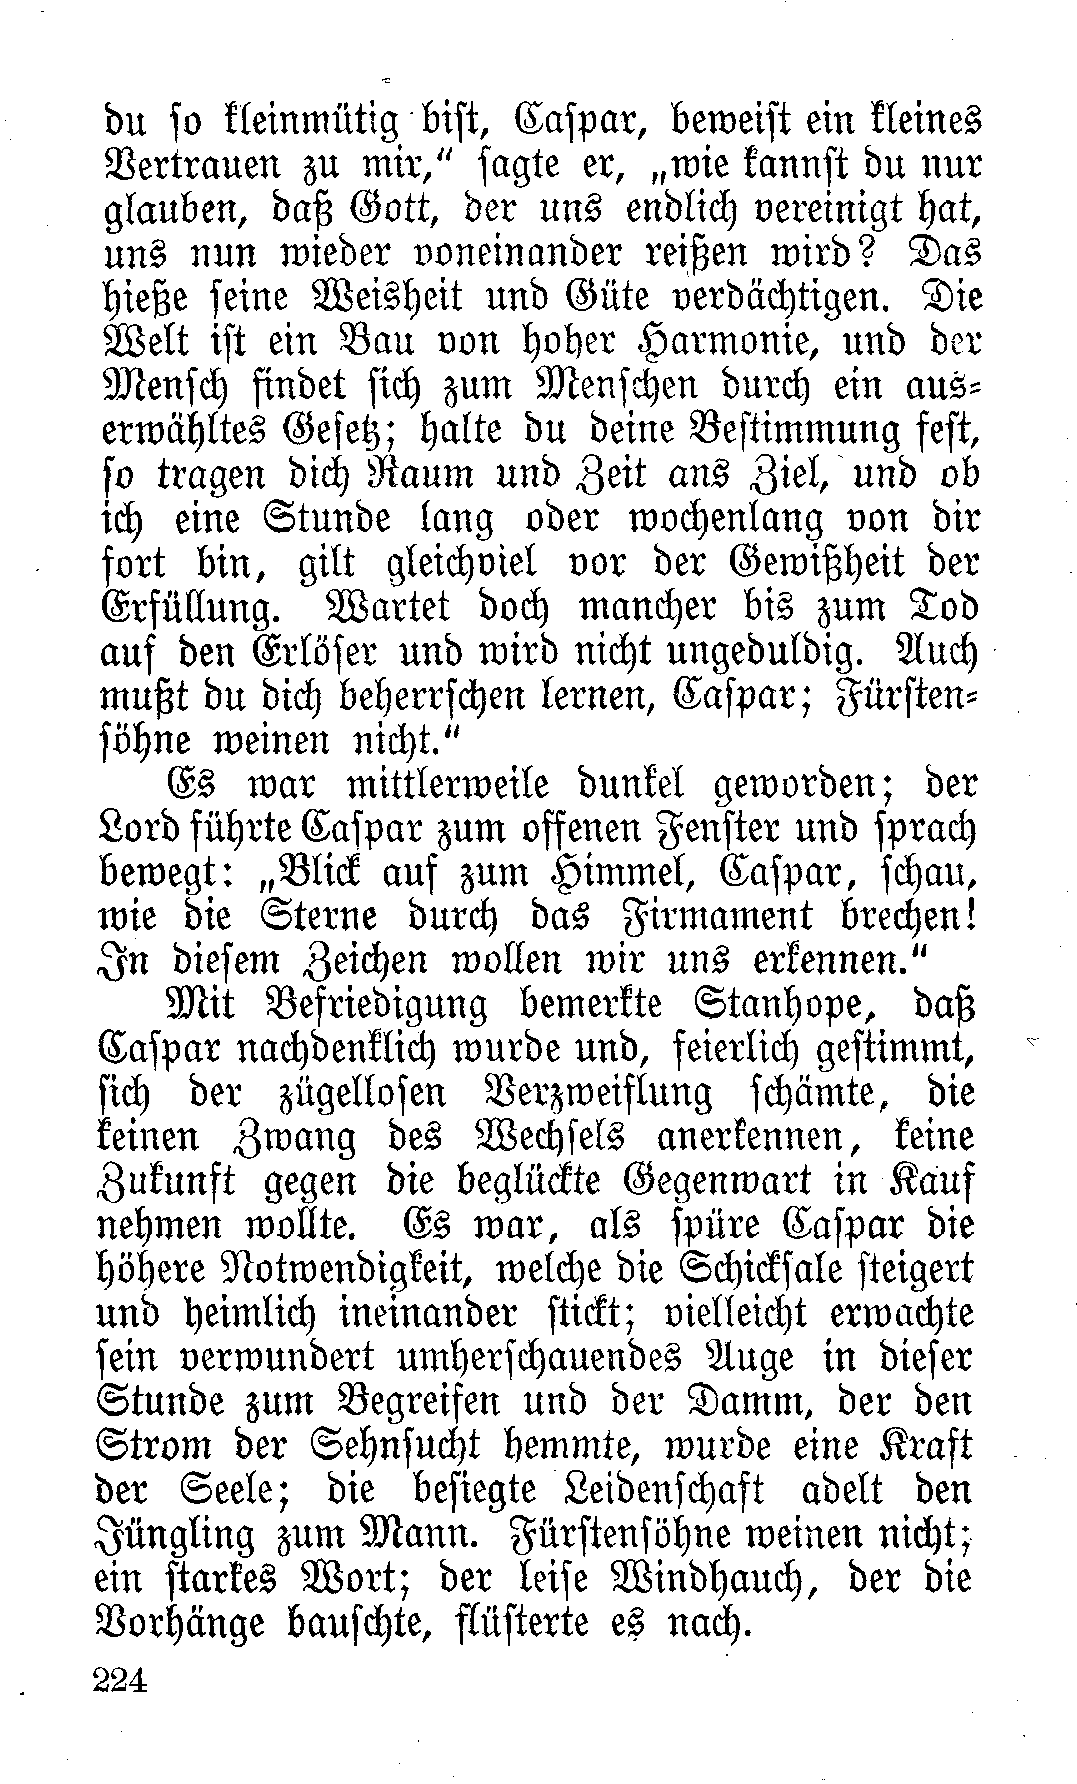 du so kleinmütig bist, Caspar, beweist ein kleines
Vertrauen zu mir,“ sagte er, „wie kannst du nur
glauben, daß Gott, der uns endlich vereinigt hat,
uns nun wieder voneinander reißen wird? Das
hieße seine Weisheit und Güte verdächtigen. Die
Welt ist ein Bau von hoher Harmonie, und der
Mensch findet sich zum Menschen durch ein aus-
erwähltes Gesetz; halte du deine Bestimmung fest,
so tragen dich Raum und Zeit ans Ziel, und ob
ich eine Stunde lang oder wochenlang von dir
fort bin, gilt gleichviel vor der Gewißheit der
Erfüllung. Wartet doch mancher bis zum Tod
auf den Erlöser und wird nicht ungeduldig. Auch
mußt du dich beherrschen lernen, Caspar; Fürsten-
söhne weinen nicht.“
Es war mittlerweile dunkel geworden; der
Lord führte Caspar zum offenen Fenster und sprach
bewegt: „Blick auf zum Himmel, Caspar, schau,
wie die Sterne durch das Firmament brechen!
In diesem Zeichen wollen wir uns erkennen.“
Mit Befriedigung bemerkte Stanhope, daß
Caspar nachdenklich wurde und, feierlich gestimmt,
sich der zügellosen Verzweiflung schämte, die
keinen Zwang des Wechsels anerkennen, keine
Zukunft gegen die beglückte Gegenwart in Kauf
nehmen wollte. Es war, als spüre Caspar die
höhere Notwendigkeit, welche die Schicksale steigert
und heimlich ineinander stickt; vielleicht erwachte
sein verwundert umherschauendes Auge in dieser
Stunde zum Begreifen und der Damm, der den
Strom der Sehnsucht hemmte, wurde eine Kraft
der Seele; die besiegte Leidenschaft adelt den
Jüngling zum Mann. Fürstensöhne weinen nicht;
ein starkes Wort; der leise Windhauch, der die
Vorhänge bauschte, flüsterte es nach.
224